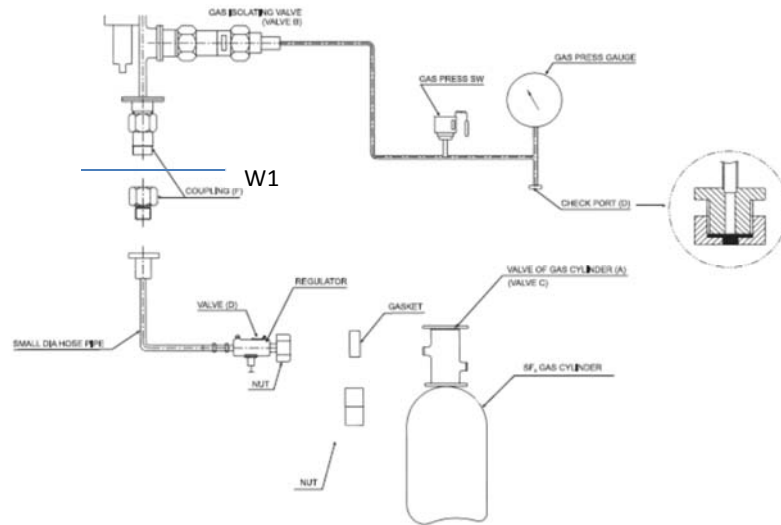 GAS ISOLATING VALVE
(VALVE B)
GAS PRESS GAUGE
GAS PRESS SW
W1
COUPLING (F)
CHECK PORT (D)
VALVE OF GAS CYLINDER (A)
(VALVE C)
REGULATOR
VALVE (D)
GASKET
SMALL DIA HOSE PIPE
SF₆ GAS CYLINDER
NUT
NUT